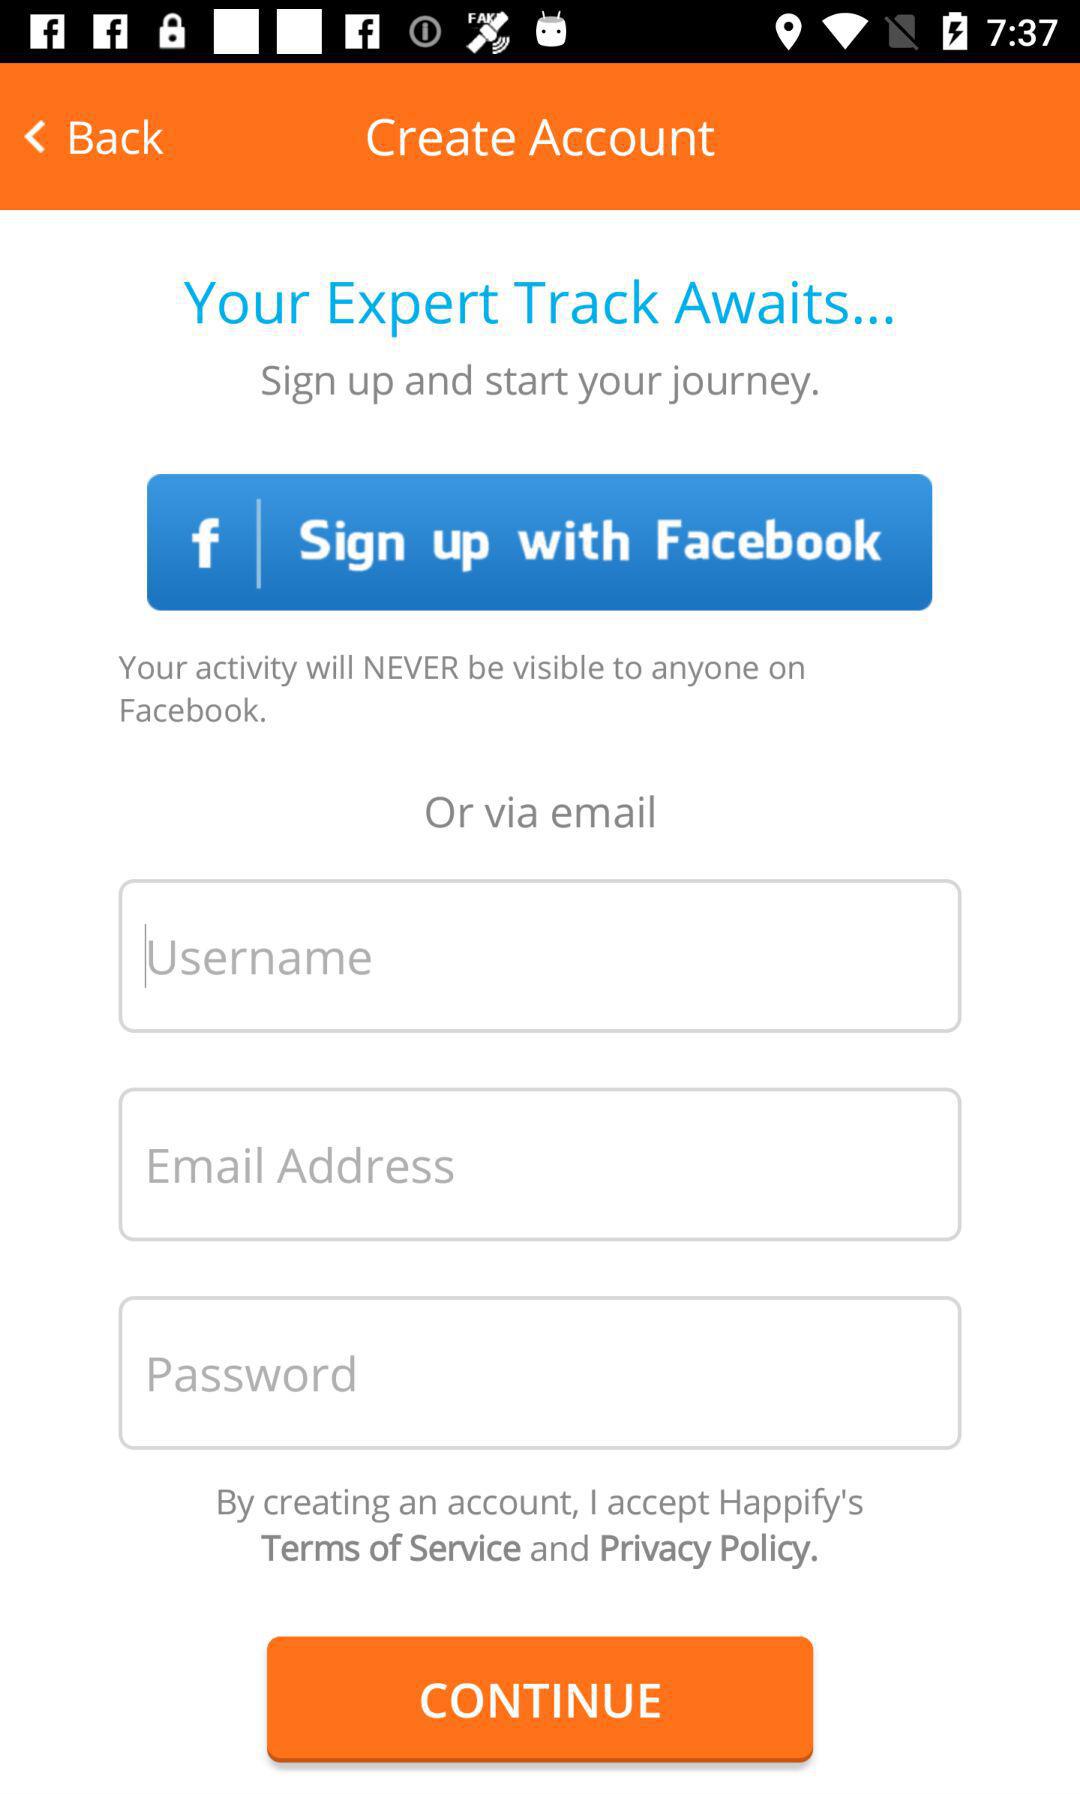 FAKE
7:37
Back
Create Account
Your Expert Track Awaits...
Sign up and start your journey.
f
Sign up with Facebook
Your activity will NEVER be visible to anyone on
Facebook.
Or via email
Username
Email Address
Password
By creating an account, I accept Happify's
Terms of Service and Privacy Policy.
CONTINUE